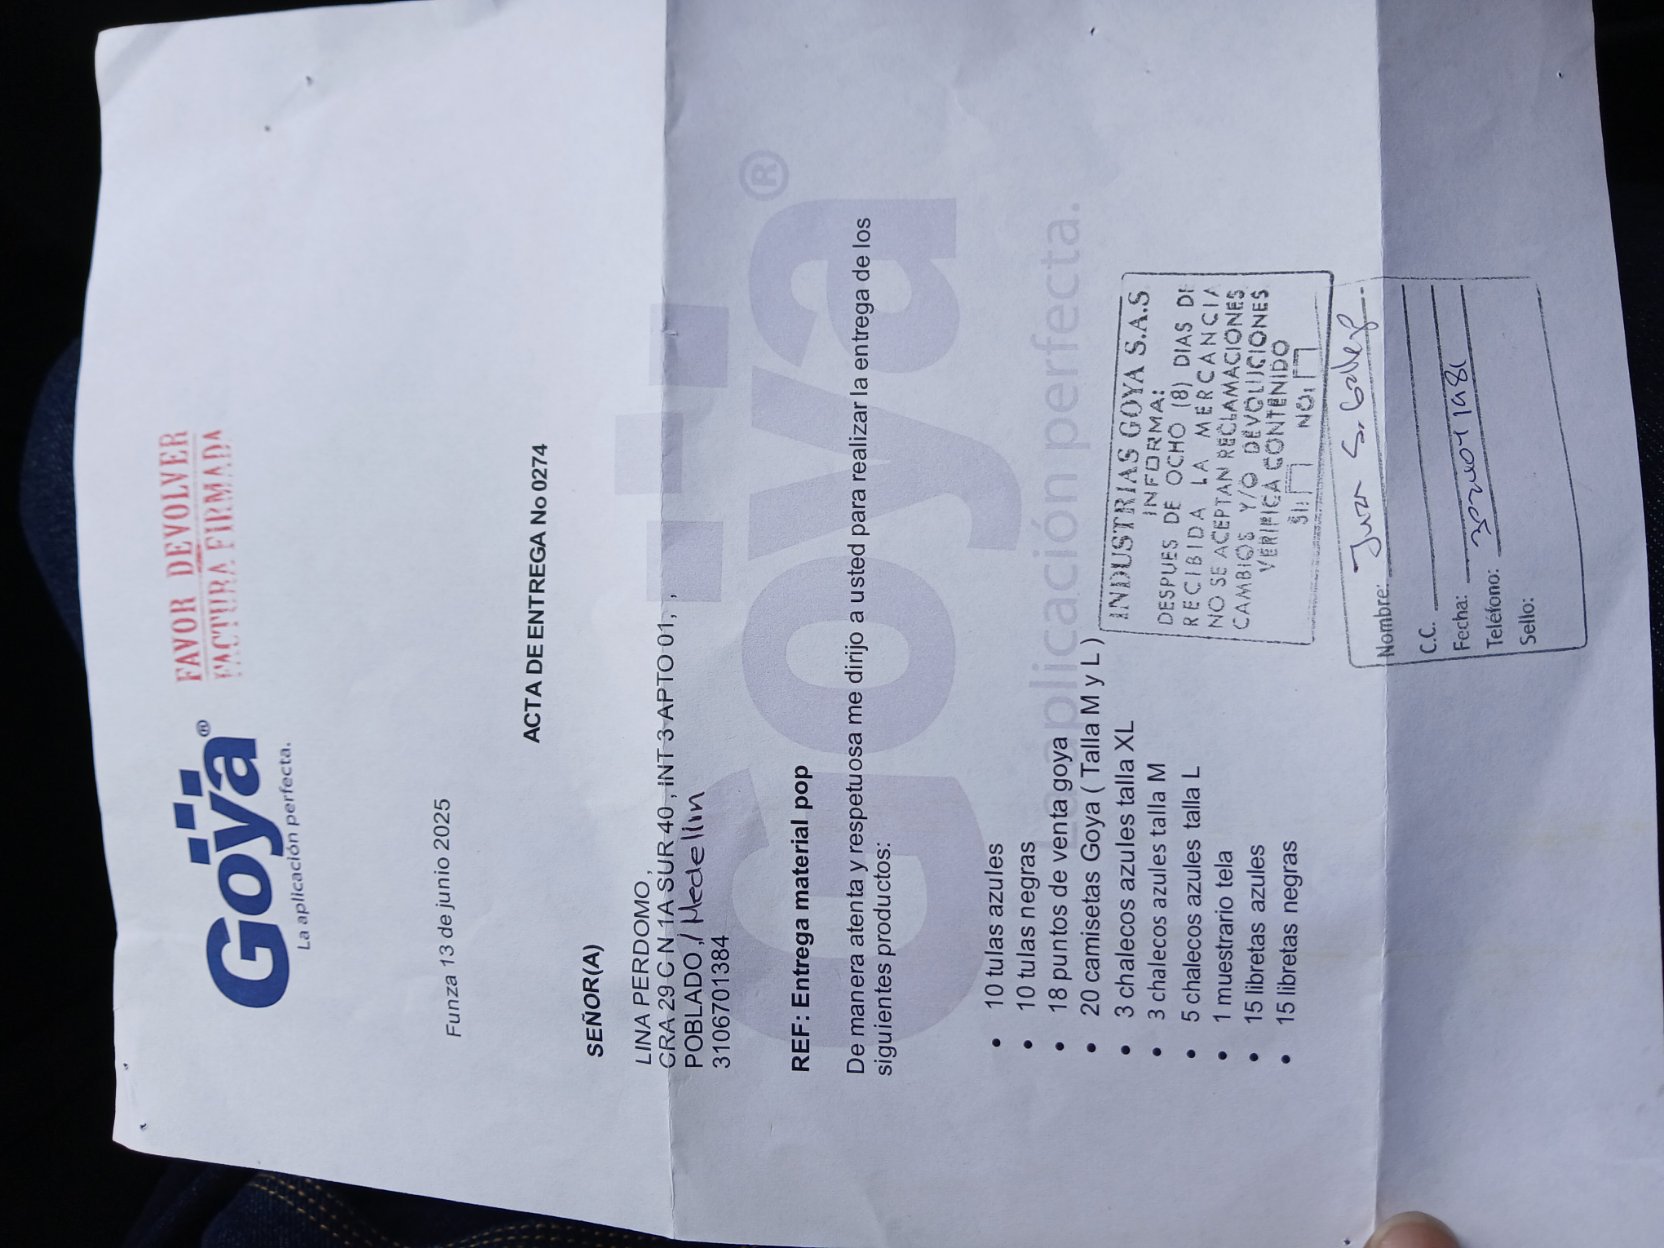 FAVOR DEVOLVER
FACTURA FIRMADA
Goya®
La aplicación perfecta.
Funza 13 de junio 2025
ACTA DE ENTREGA No 0274
SEÑOR(A)
LINA PERDOMO,
CRA 29 C N 1A SUR 40 , INT 3 APTO 01, ,
POBLADO,/ Medellin
3106701384
REF: Entrega material pop
De manera atenta y respetuosa me dirijo a usted para realizar la entrega de los
siguientes productos:
• 10 tulas azules
• 10 tulas negras
• 18 puntos de venta goya
• 20 camisetas Goya ( Talla M y L )
• 3 chalecos azules talla XL
• 3 chalecos azules talla M
• 5 chalecos azules talla L
• 1 muestrario tela
• 15 libretas azules
• 15 libretas negras
Goya®
La aplicación perfecta.
INDUSTRIAS GOYA S.A.S
INFORMA:
DESPUES DE OCHO (8) DIAS DE
RECIBIDA LA MERCANCIA
NO SE ACEPTAN RECLAMACIONES
CAMBIOS Y/O DEVOLUCIONES
VERIFICA CONTENIDO
SI: NO:
Nombre: Juan S.
C.C.
Fecha:
Teléfono:
Sello: